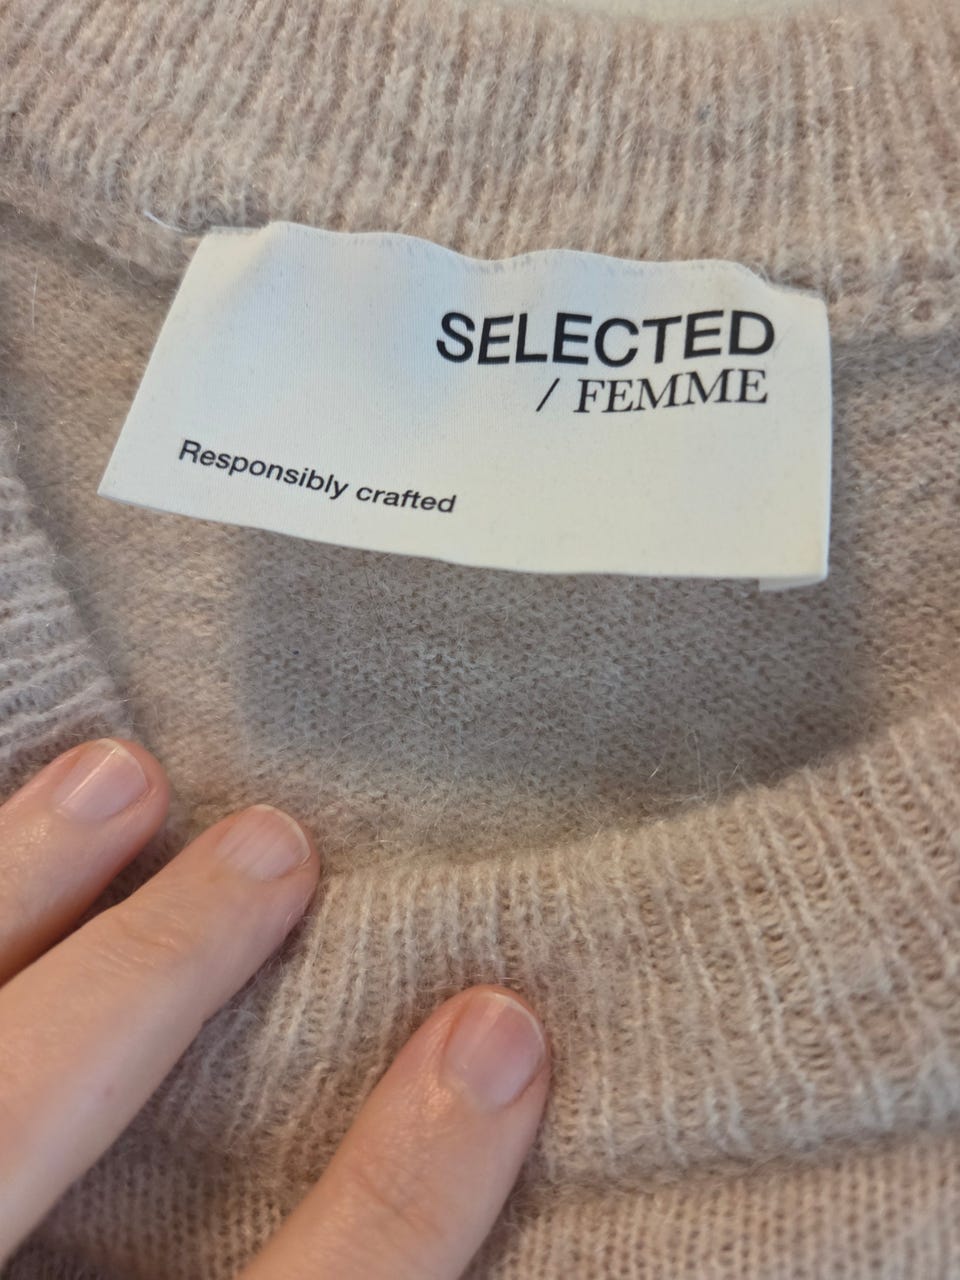 SELECTED
/ FEMME
Responsibly crafted